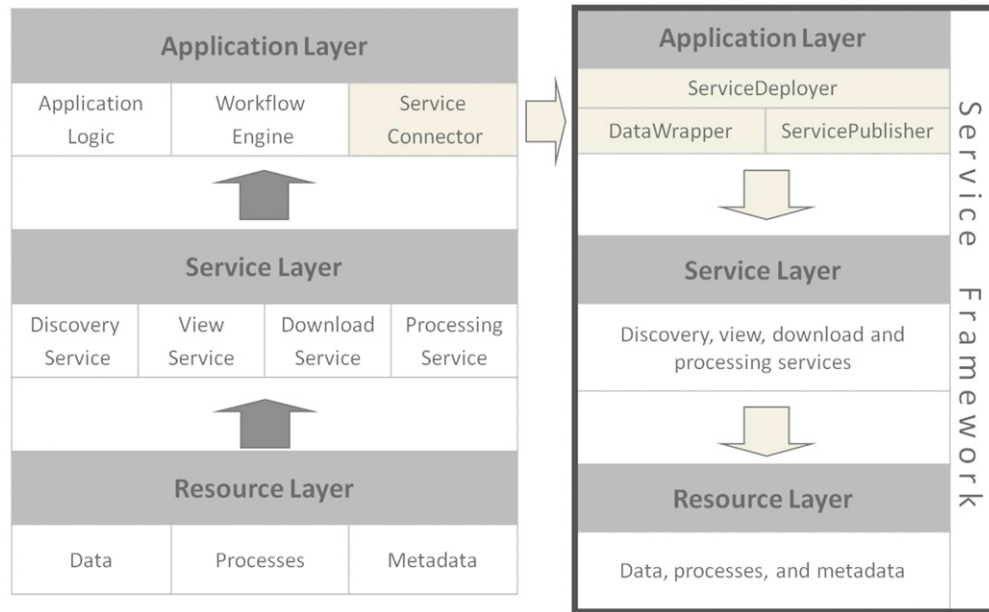 Application Layer
Application
Logic
Workflow
Engine
Service
Connector
Service Layer
Discovery
Service
View
Service
Download
Service
Processing
Service
Resource Layer
Data
Processes
Metadata
Application Layer
ServiceDeployer
DataWrapper
ServicePublisher
Service Layer
Discovery, view, download and
processing services
Resource Layer
Data, processes, and metadata
Service Framework